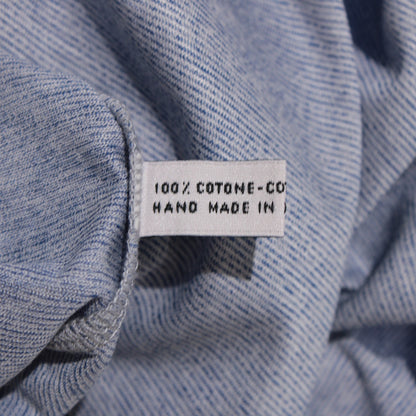 100% COTONE-CO
HAND MADE IN